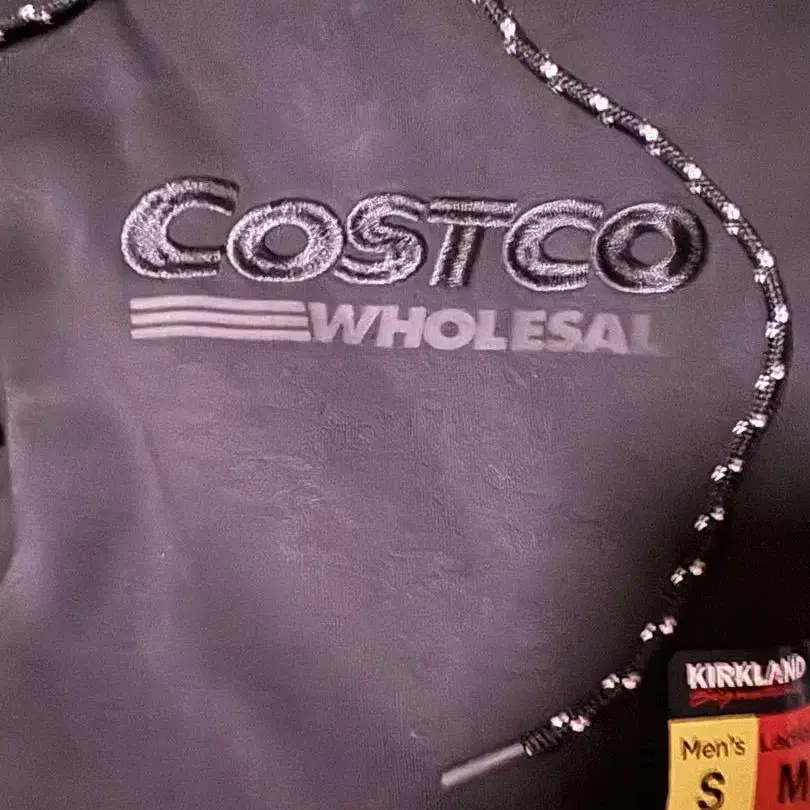 COSTCO
WHOLESAL
KIRKLAND
Men's
S M